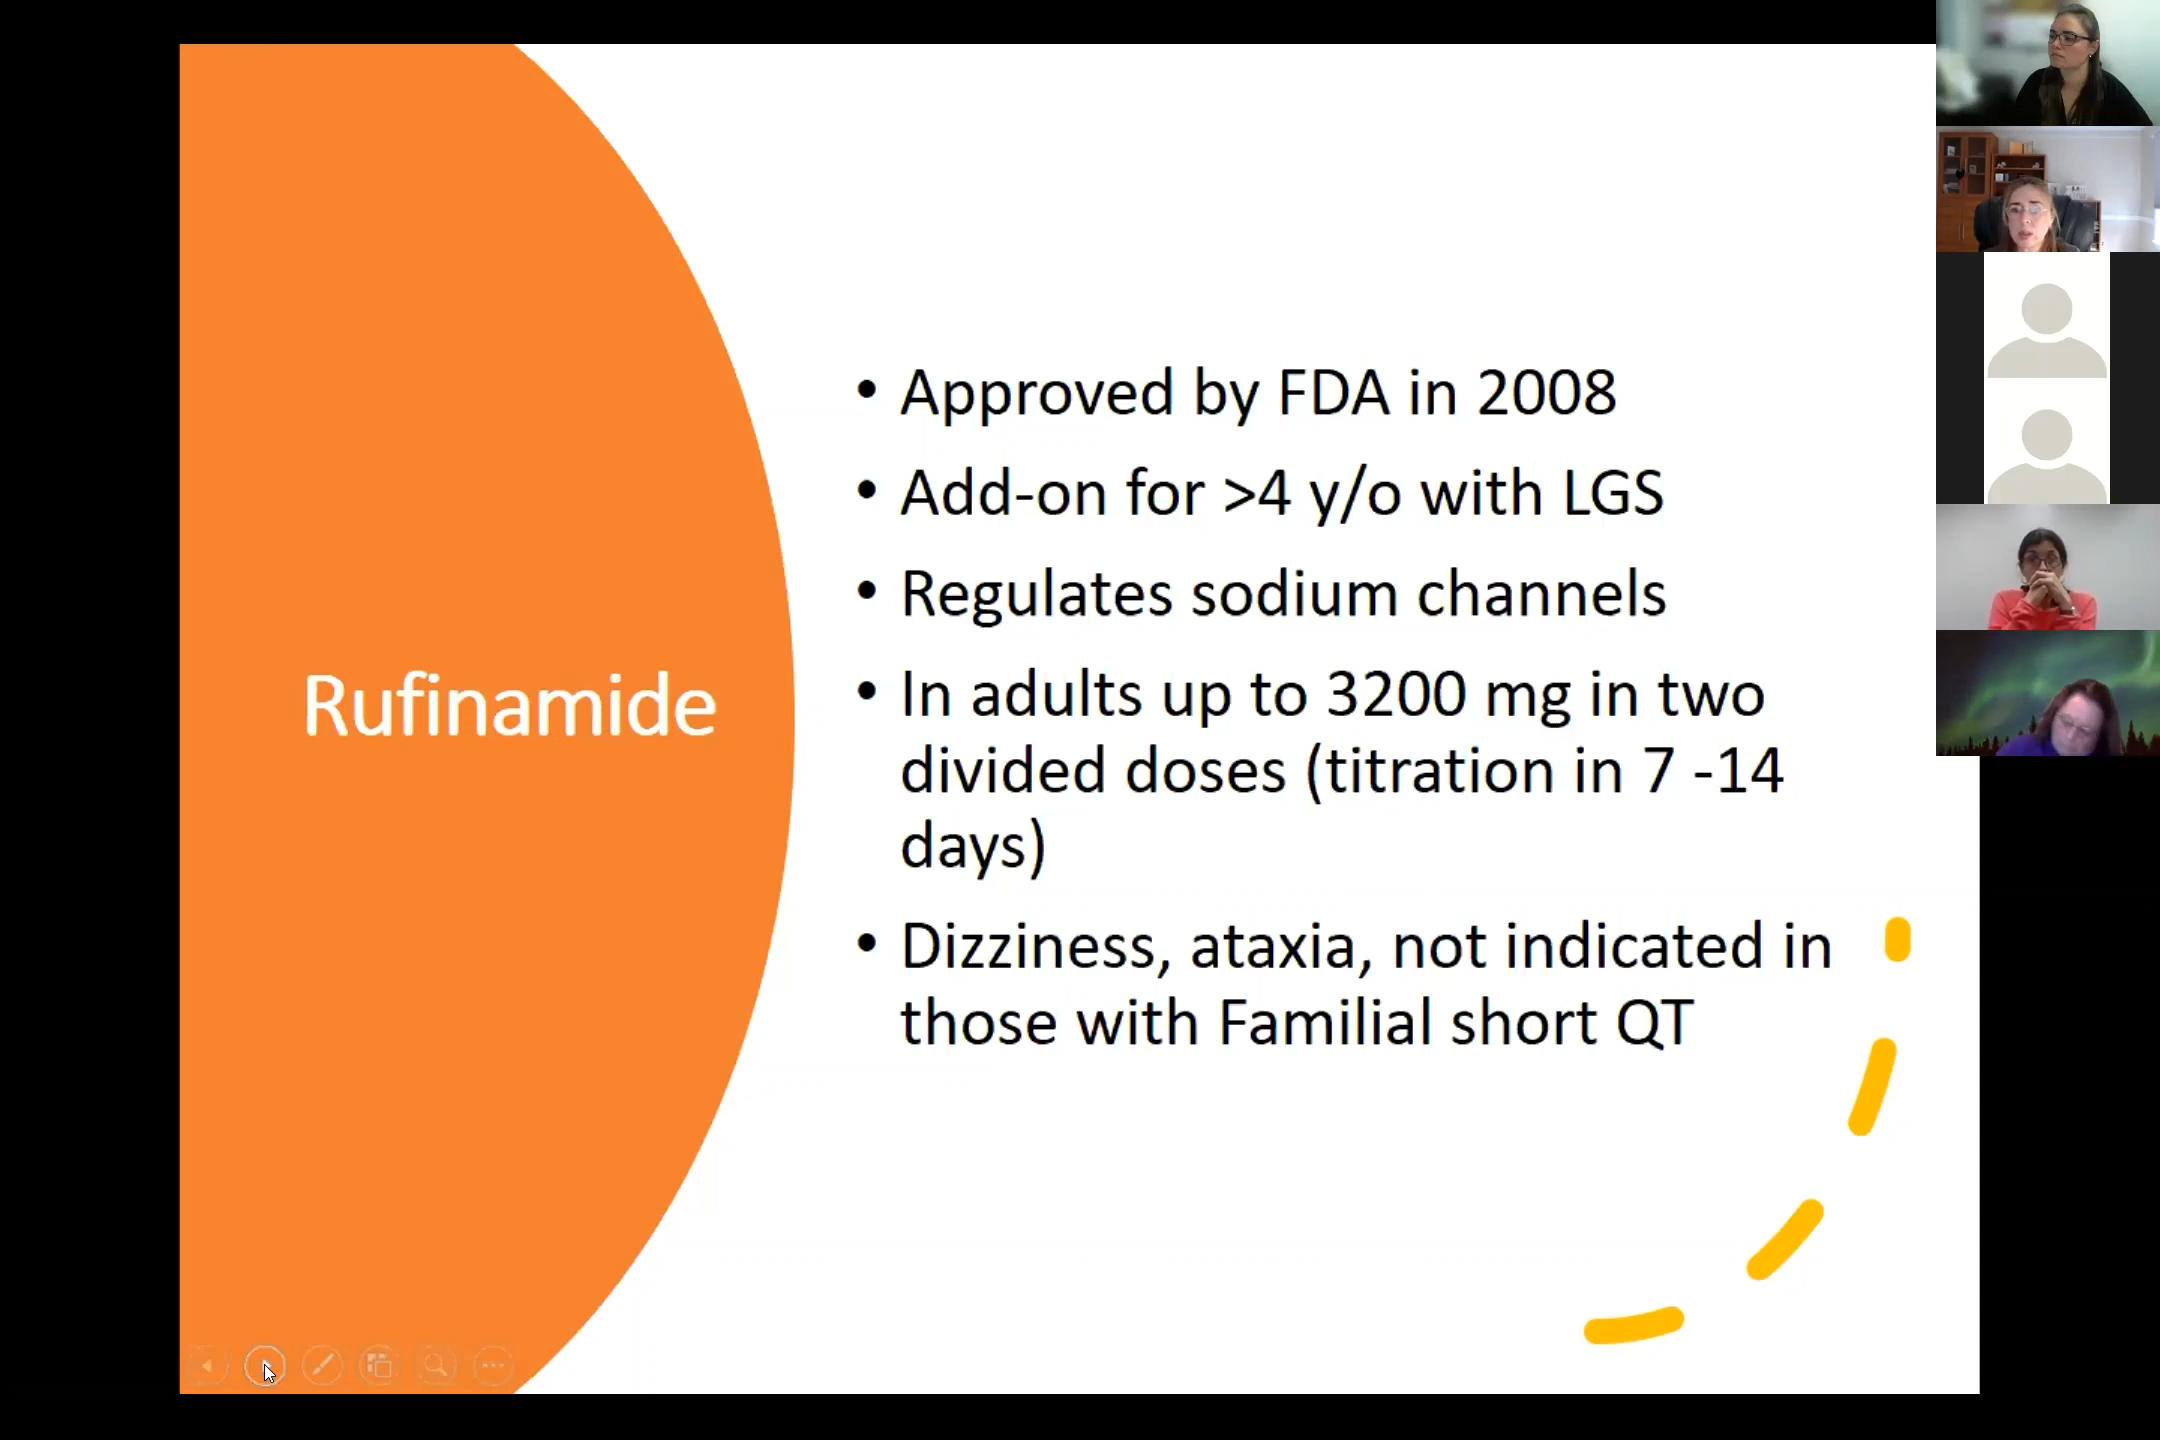 Rufinamide
• Approved by FDA in 2008
• Add-on for >4 y/o with LGS
• Regulates sodium channels
• In adults up to 3200 mg in two
divided doses (titration in 7 -14
days)
• Dizziness, ataxia, not indicated in
those with Familial short QT